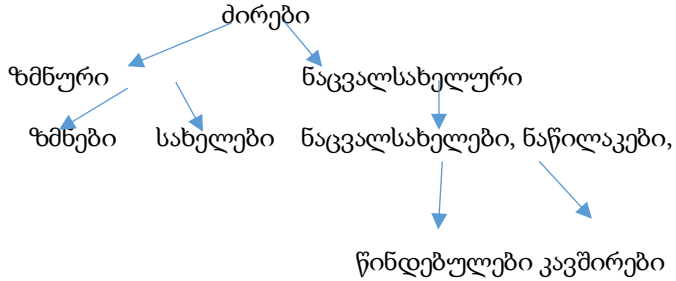 ძირები
ზმნური ნაცვალსახელური
ზმნები სახელები ნაცვალსახელები, ნაწილაკები,
წინდებულები კავშირები